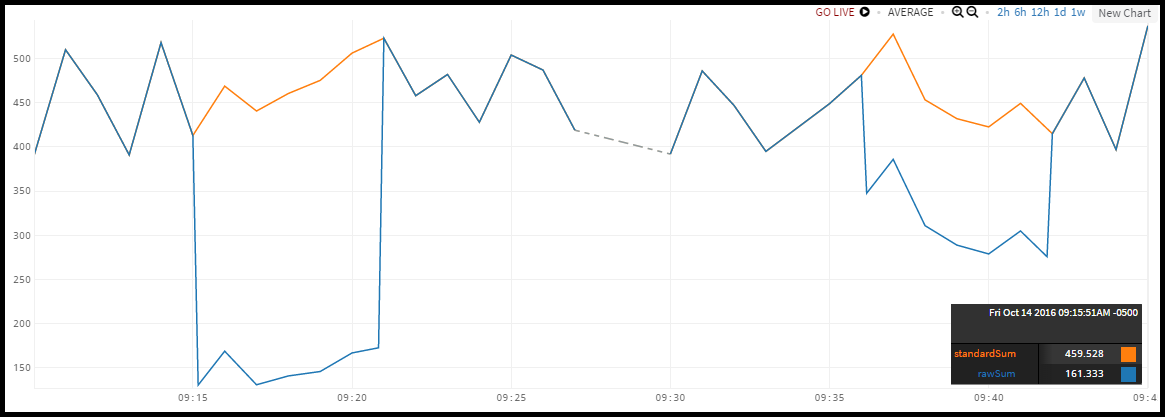 GO LIVE • AVERAGE • • 2h 6h 12h 1d 1w New Chart
500
450
400
350
300
250
200
150
09:15 09:20 09:25 09:30 09:35 09:40 09:4
Fri Oct 14 2016 09:15:51AM -0500
standardSum 459.528
rawSum 161.333